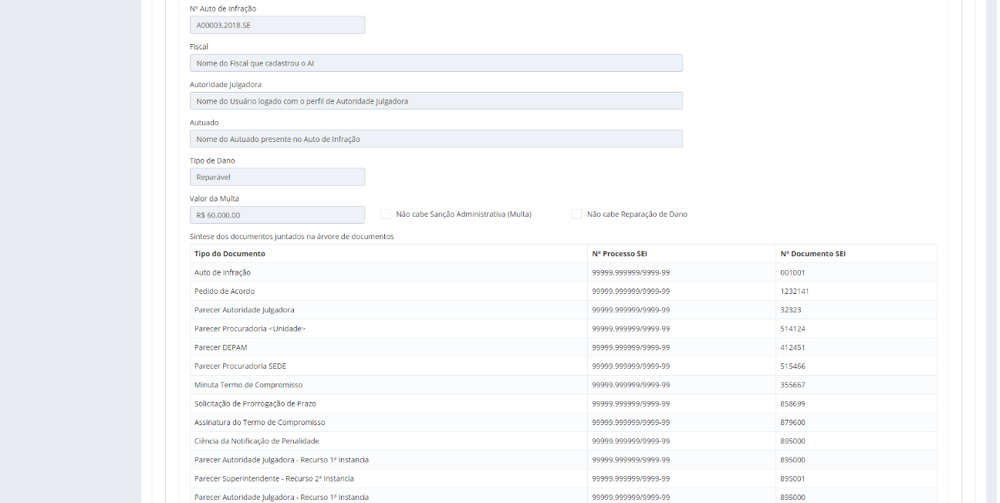 Nº Auto de Infração
A00003.2018.SE
Fiscal
Nome do Fiscal que cadastrou o AI
Autoridade Julgadora
Nome do Usuário logado com o perfil de Autoridade Julgadora
Autuado
Nome do Autuado presente no Auto de Infração
Tipo de Dano
Reparável
Valor da Multa
R$ 60.000,00 Não cabe Sanção Administrativa (Multa) Não cabe Reparação de Dano
Síntese dos documentos juntados na árvore de documentos
Tipo do Documento Nº Processo SEI Nº Documento SEI
Auto de Infração 99999.999999/9999-99 001001
Pedido de Acordo 99999.999999/9999-99 1232141
Parecer Autoridade Julgadora 99999.999999/9999-99 32323
Parecer Procuradoria <Unidade> 99999.999999/9999-99 514124
Parecer DEPAM 99999.999999/9999-99 412451
Parecer Procuradoria SEDE 99999.999999/9999-99 515466
Minuta Termo de Compromisso 99999.999999/9999-99 355667
Solicitação de Prorrogação de Prazo 99999.999999/9999-99 858699
Assinatura do Termo de Compromisso 99999.999999/9999-99 879600
Ciência da Notificação de Penalidade 99999.999999/9999-99 895000
Parecer Autoridade Julgadora - Recurso 1ª Instancia 99999.999999/9999-99 895000
Parecer Superintendente - Recurso 2ª Instancia 99999.999999/9999-99 895001
Parecer Autoridade Julgadora - Recurso 1ª Instancia 99999.999999/9999-99 895000